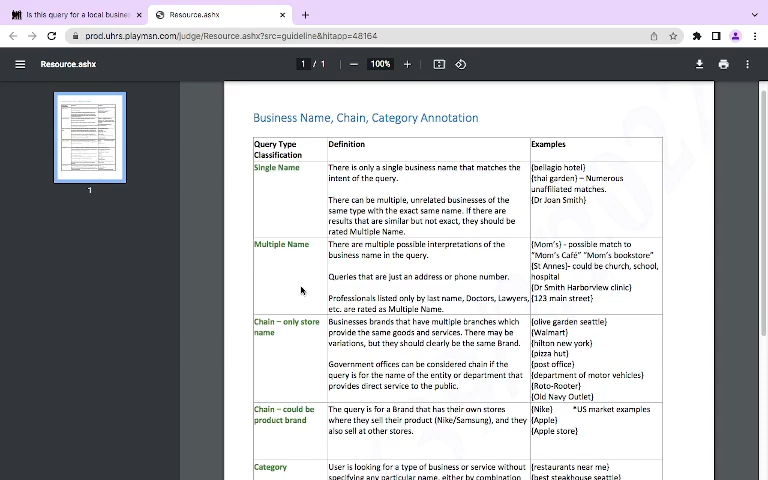 Is this query for a local busines
Resource.ashx
prod.uhrs.playmsn.com/judge/Resource.ashx?src=guideline&hitapp=48164
Resource.ashx
1 / 1
100%
1
Business Name, Chain, Category Annotation
Query Type Classification
Definition
Examples
Single Name
There is only a single business name that matches the
intent of the query.
There can be multiple, unrelated businesses of the
same type with the exact same name. If there are
results that are similar but not exact, they should be
rated Multiple Name.
{bellagio hotel}
{thai garden} – Numerous
unaffiliated matches.
{Dr Joan Smith}
Multiple Name
There are multiple possible interpretations of the
business name in the query.
Queries that are just an address or phone number.
Professionals listed only by last name, Doctors, Lawyers,
etc. are rated as Multiple Name.
{Mom's} - possible match to
"Mom's Café" "Mom's bookstore"
{St Annes}- could be church, school,
hospital
{Dr Smith Harborview clinic}
{123 main street}
Chain – only store
name
Businesses brands that have multiple branches which
provide the same goods and services. There may be
variations, but they should clearly be the same Brand.
Government offices can be considered chain if the
query is for the name of the entity or department that
provides direct service to the public.
{olive garden seattle}
{Walmart}
{hilton new york}
{pizza hut}
{post office}
{department of motor vehicles}
{Roto-Rooter}
{Old Navy Outlet}
Chain – could be
product brand
The query is for a Brand that has their own stores
where they sell their product (Nike/Samsung), and they
also sell at other stores.
{Nike} *US market examples
{Apple}
{Apple store}
Category
User is looking for a type of business or service without
specifying any particular name, either by combination
{restaurants near me}
{best steakhouse seattle}